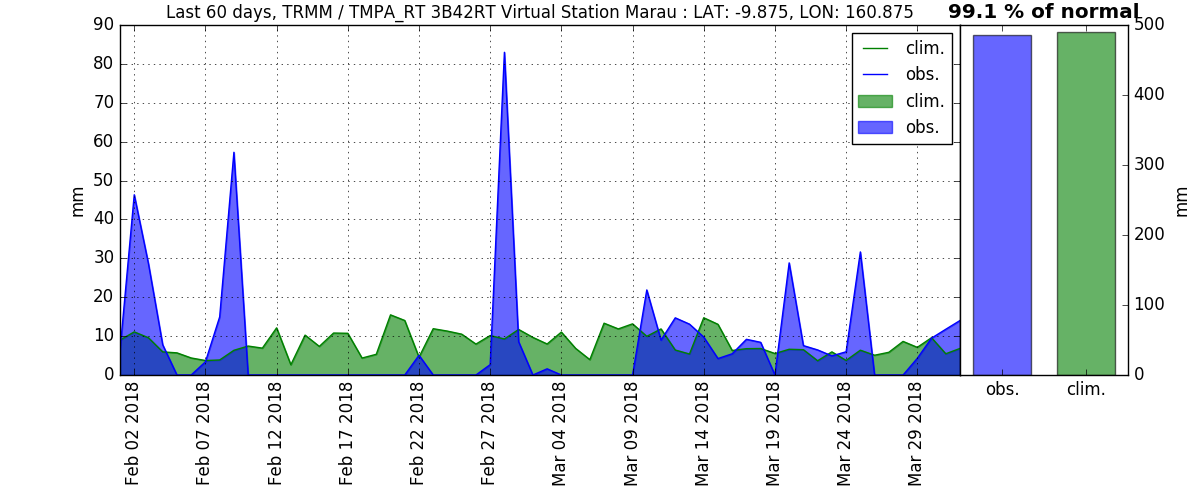 Last 60 days, TRMM / TMPA_RT 3B42RT Virtual Station Marau : LAT: -9.875, LON: 160.875
99.1 % of normal
90
80
70
60
50
40
30
20
10
0
mm
clim.
obs.
clim.
obs.
Feb 02 2018
Feb 07 2018
Feb 12 2018
Feb 17 2018
Feb 22 2018
Feb 27 2018
Mar 04 2018
Mar 09 2018
Mar 14 2018
Mar 19 2018
Mar 24 2018
Mar 29 2018
500
400
300
200
100
0
mm
obs.
clim.